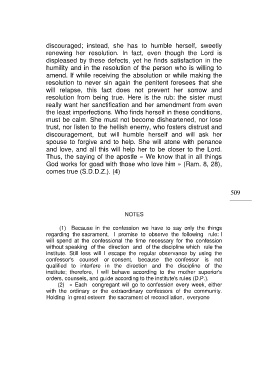 discouraged; instead, she has to humble herself, sweetly
renewing her resolution. In fact, even though the Lord is
displeased by these defects, yet he finds satisfaction in the
humility and in the resolution of the person who is willing to
amend. If while receiving the absolution or while making the
resolution to never sin again the penitent foresees that she
will relapse, this fact does not prevent her sorrow and
resolution from being true. Here is the rub: the sister must
really want her sanctification and her amendment from even
the least imperfections. Who finds herself in these conditions,
must be calm. She must not become disheartened, nor lose
trust, nor listen to the hellish enemy, who fosters distrust and
discouragement, but will humble herself and will ask her
spouse to forgive and to help. She will atone with penance
and love, and all this will help her to be closer to the Lord.
Thus, the saying of the apostle « We know that in all things
God works for goad with those who love him » (Ram. 8, 28),
comes true (S.D.D.Z.). (4)
509
NOTES
(1) Because in the confession we have to say only the things
regarding the sacrament, I promise to observe the following rule: I
will spend at the confessional the time necessary for the confession
without speaking of the direction and of the discipline which rule the
Institute. Still less will I escape the regular observance by using the
confessor's counsel or consent, because the confessor is not
qualified to interfere in the direction and the discipline of the
institute; therefore, I will behave according to the mother superior's
orders, counsels, and guide according to the institute's rules (D.P.).
(2) « Each congregant will go to confession every week, either
with the ordinary or the extraordinary confessors of the community.
Holding in great esteem the sacrament of reconciliation, everyone